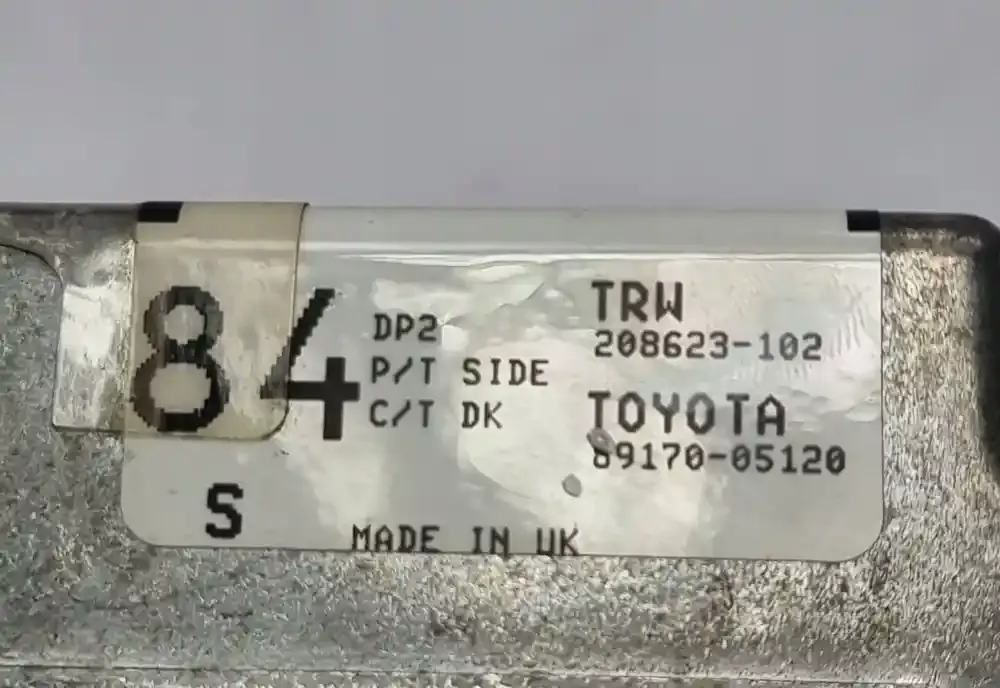 84
DP2
P/T SIDE
C/T DK
S
TRW
208623-102
TOYOTA
89170-05120
MADE IN UK